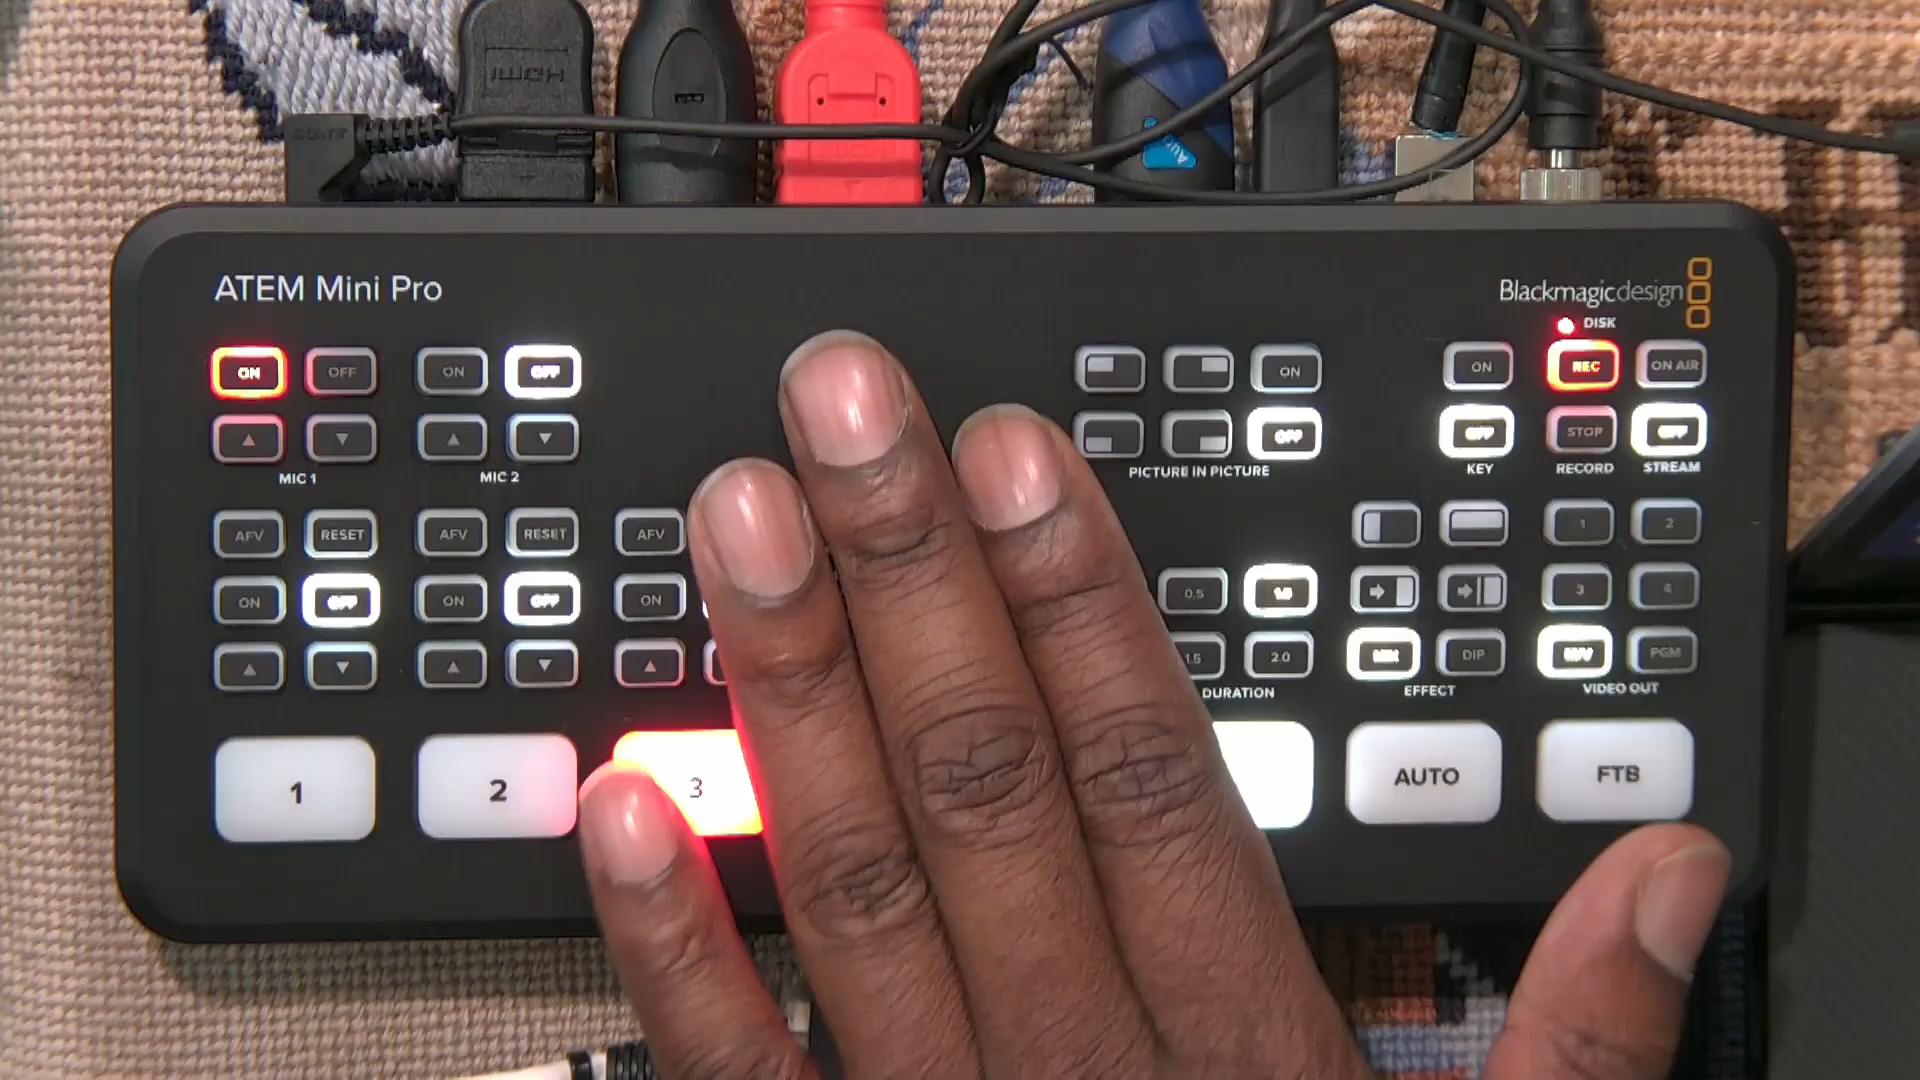 HDMI
SONY
ATEM Mini Pro
Blackmagicdesign
DISK
ON OFF ON OFF ON ON REC ON AIR
OFF OFF STOP OFF
MIC 1 MIC 2 PICTURE IN PICTURE KEY RECORD STREAM
AFV RESET AFV RESET AFV 1 2
ON OFF ON OFF ON 0.5 1.0 3 4
1.5 2.0 MIX DIP M/V PGM
DURATION EFFECT VIDEO OUT
1 2 3 AUTO FTB